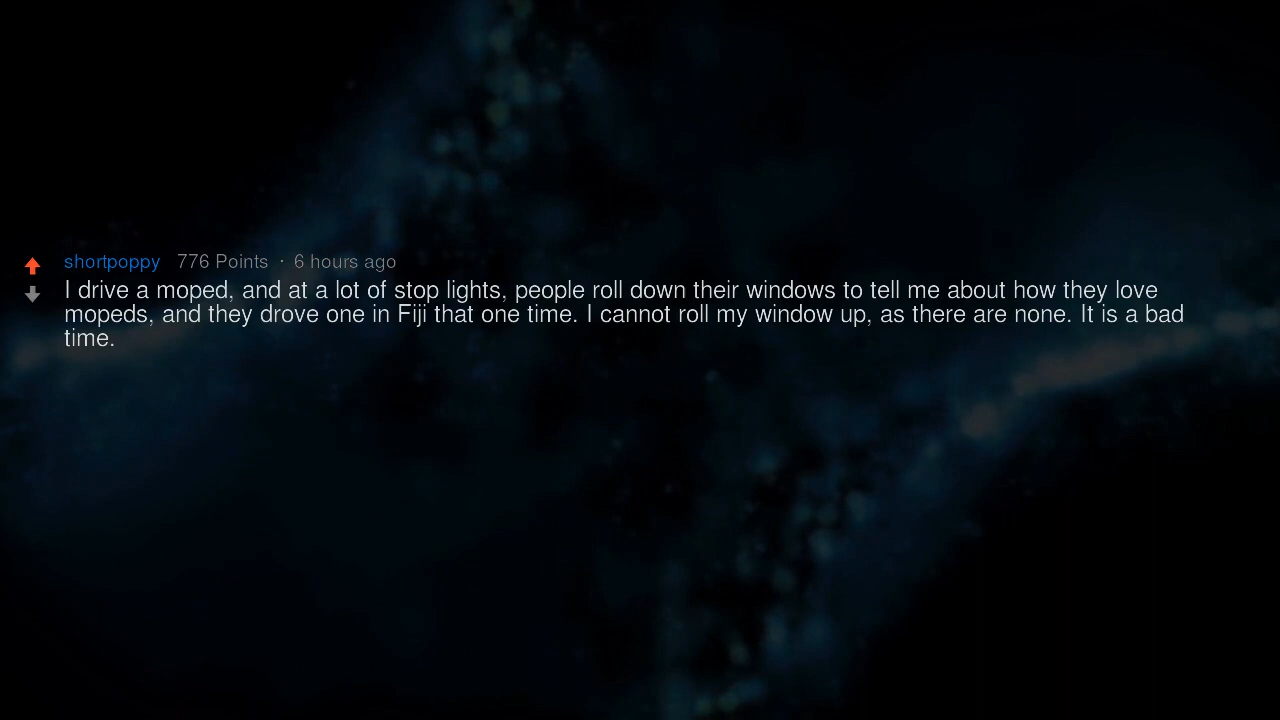 shortpoppy 776 Points · 6 hours ago
I drive a moped, and at a lot of stop lights, people roll down their windows to tell me about how they love
mopeds, and they drove one in Fiji that one time. I cannot roll my window up, as there are none. It is a bad
time.